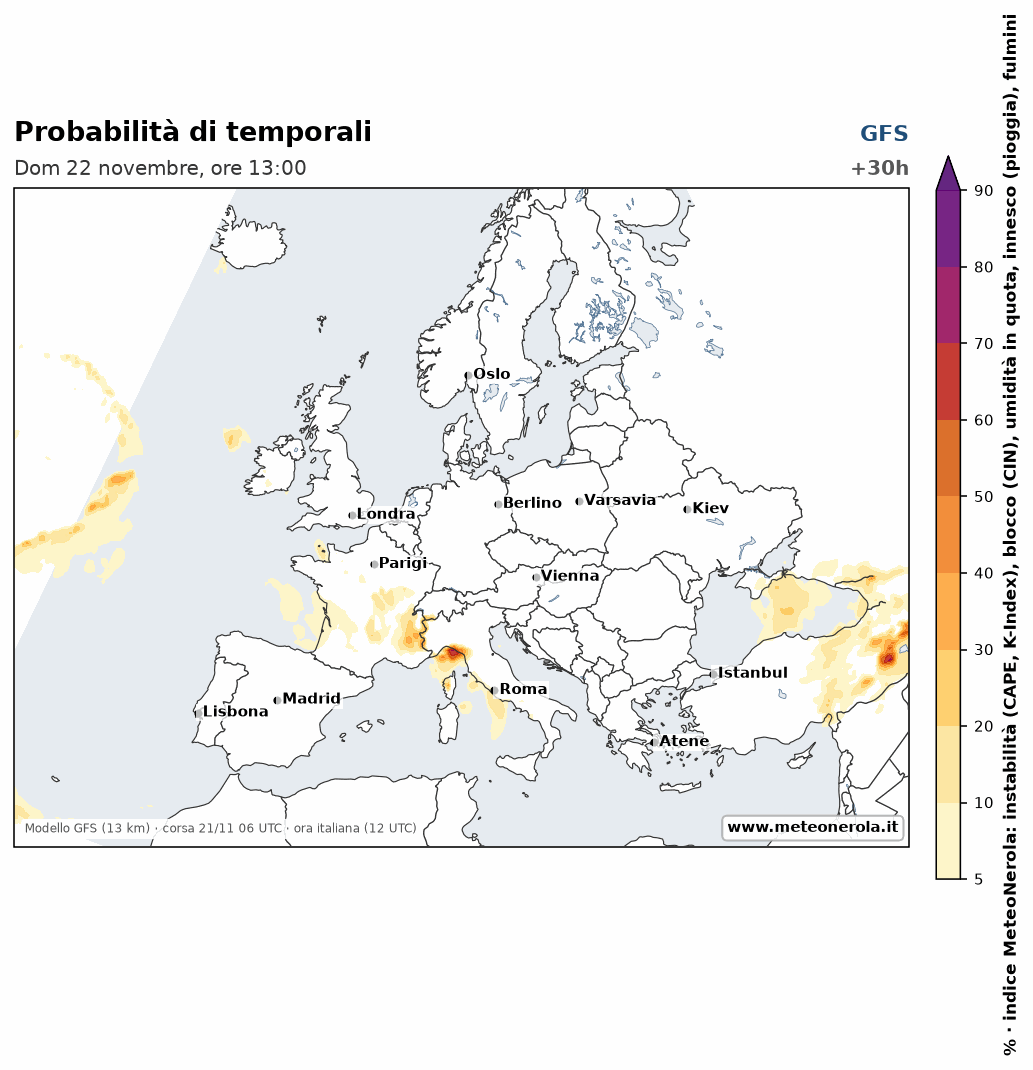 Probabilità di temporali
GFS
Dom 22 novembre, ore 13:00
+30h
Oslo
Berlino
Varsavia
Kiev
Londra
Parigi
Vienna
Istanbul
Roma
Madrid
Lisbona
Atene
Modello GFS (13 km) · corsa 21/11 06 UTC · ora italiana (12 UTC)
www.meteonerola.it
90
80
70
60
50
40
30
20
10
5
% · indice MeteoNerola: instabilità (CAPE, K-Index), blocco (CIN), umidità in quota, innesco (pioggia), fulmini